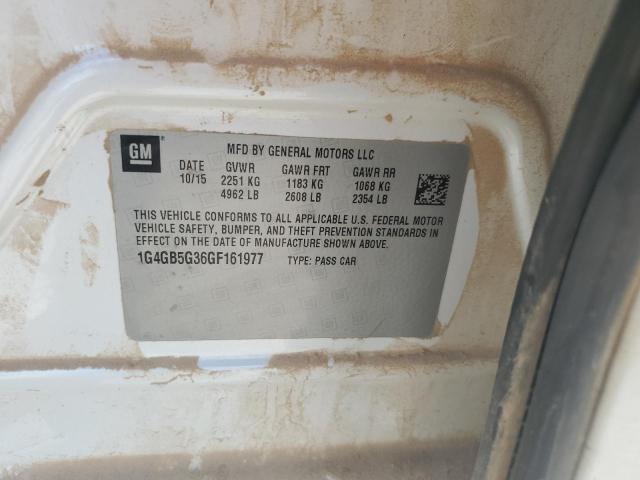 GM
MFD BY GENERAL MOTORS LLC
DATE GVWR GAWR FRT GAWR RR
10/15 2251 KG 1183 KG 1068 KG
4962 LB 2608 LB 2354 LB
THIS VEHICLE CONFORMS TO ALL APPLICABLE U.S. FEDERAL MOTOR
VEHICLE SAFETY, BUMPER, AND THEFT PREVENTION STANDARDS IN
EFFECT ON THE DATE OF MANUFACTURE SHOWN ABOVE.
1G4GB5G36GF161977 TYPE: PASS CAR